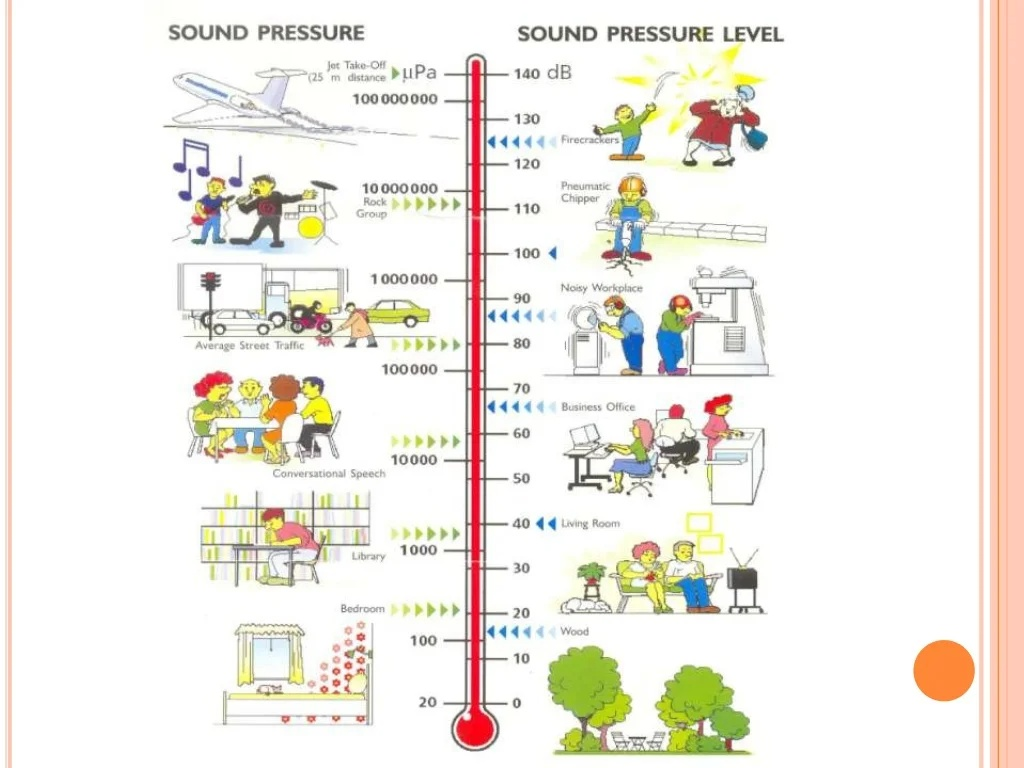 SOUND PRESSURE
SOUND PRESSURE LEVEL
Jet Take-Off
(25 m distance
μPa
140 dB
100 000 000
130
Firecrackers
120
10 000 000
Pneumatic
Chipper
Rock
Group
110
100
1 000 000
Noisy Workplace
90
Average Street Traffic
80
100 000
70
Business Office
60
10 000
Conversational Speech
50
40
Living Room
1000
Library
30
Bedroom
20
Wood
100
10
20
0